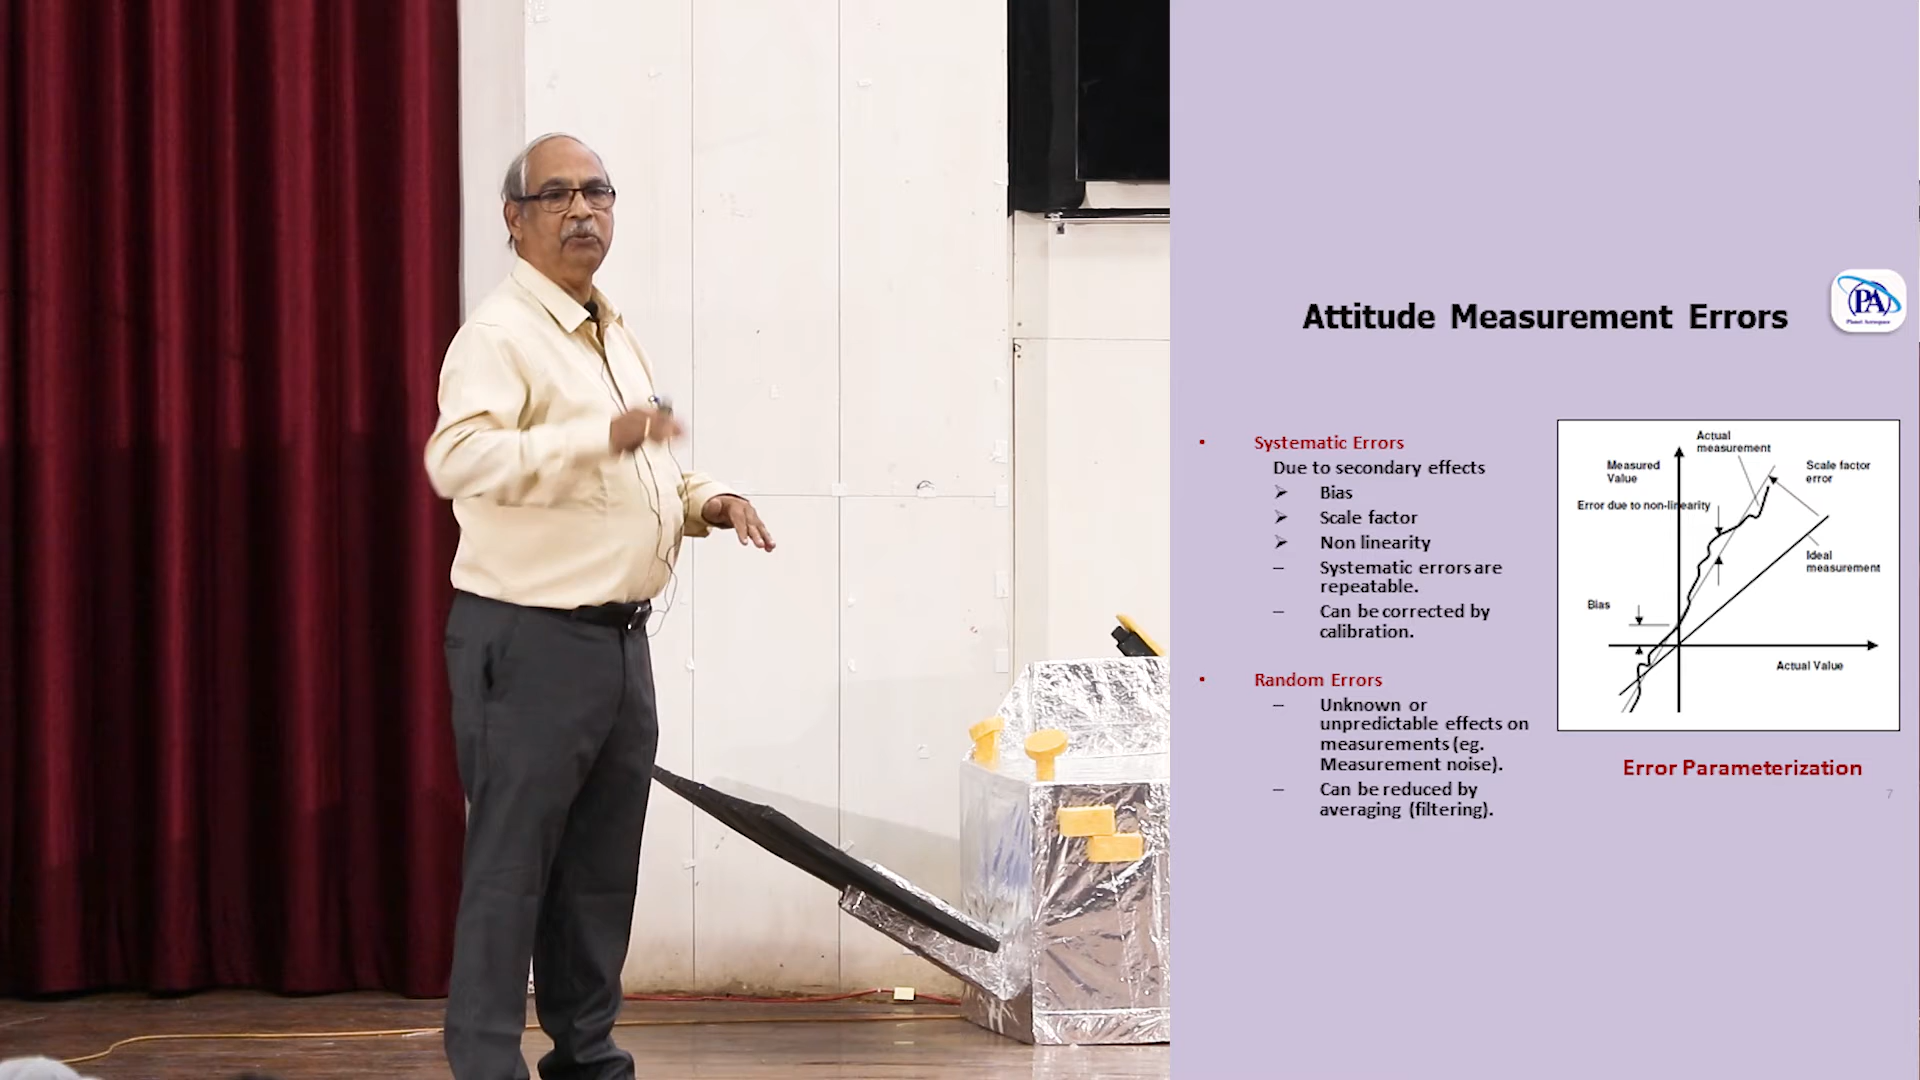 Attitude Measurement Errors
PA
Planet Aerospace
• Systematic Errors
Due to secondary effects
➢ Bias
➢ Scale factor
➢ Non linearity
– Systematic errors are
repeatable.
– Can be corrected by
calibration.
• Random Errors
– Unknown or
unpredictable effects on
measurements (eg.
Measurement noise).
– Can be reduced by
averaging (filtering).
Actual
measurement
Measured
Value
Scale factor
error
Error due to non-linearity
Ideal
measurement
Bias
Actual Value
Error Parameterization
7